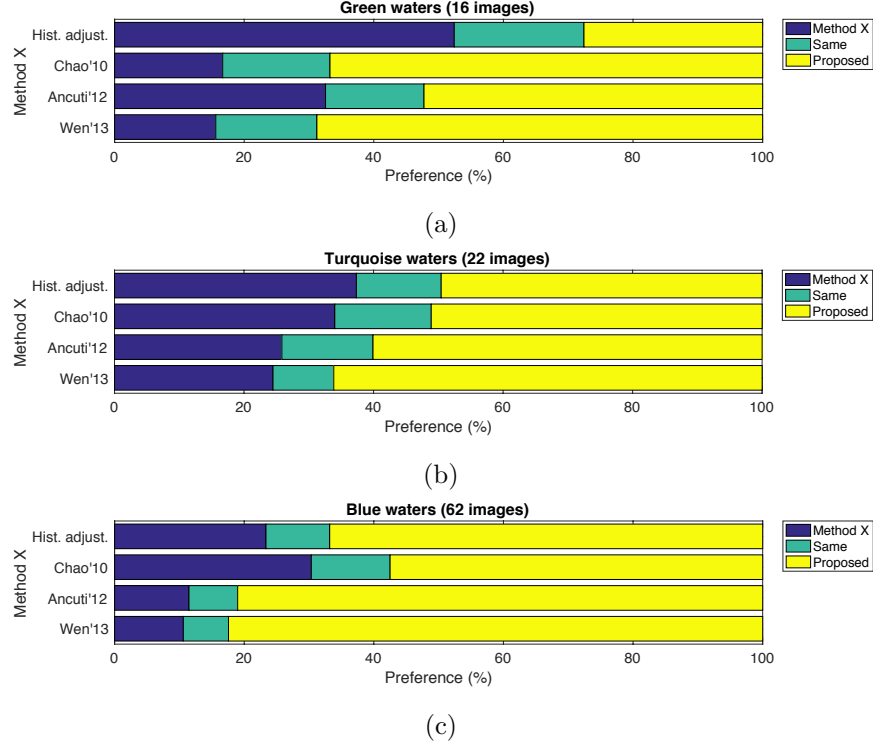 Green waters (16 images)
Method X
Hist. adjust.
Chao'10
Ancuti'12
Wen'13
0 20 40 60 80 100
Preference (%)
Method X
Same
Proposed
(a)
Turquoise waters (22 images)
Method X
Hist. adjust.
Chao'10
Ancuti'12
Wen'13
0 20 40 60 80 100
Preference (%)
Method X
Same
Proposed
(b)
Blue waters (62 images)
Method X
Hist. adjust.
Chao'10
Ancuti'12
Wen'13
0 20 40 60 80 100
Preference (%)
Method X
Same
Proposed
(c)